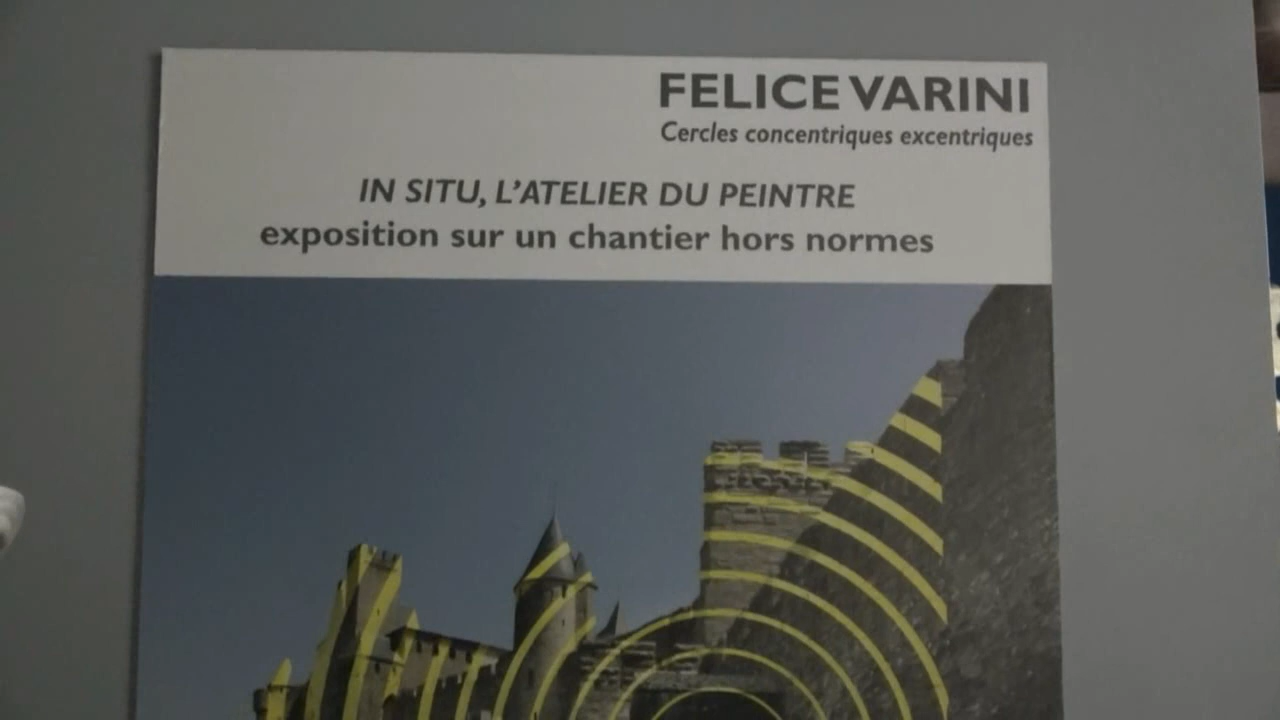 FELICE VARINI
Cercles concentriques excentriques
IN SITU, L'ATELIER DU PEINTRE
exposition sur un chantier hors normes